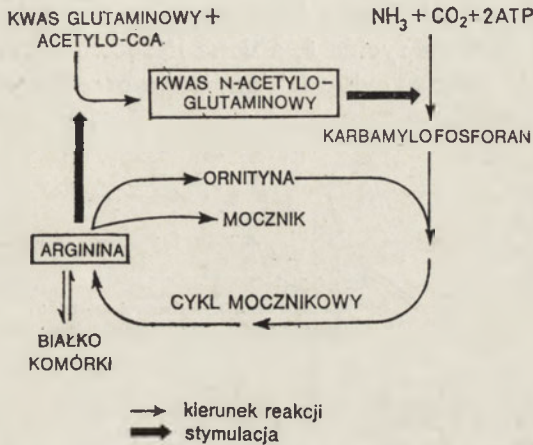 KWAS GLUTAMINOWY +
ACETYLO-CoA
NH₃ + CO₂ + 2ATP
KWAS N-ACETYLO-
GLUTAMINOWY
KARBAMYLOFOSFORAN
ORNITYNA
MOCZNIK
ARGININA
CYKL MOCZNIKOWY
BIAŁKO
KOMÓRKI
kierunek reakcji
stymulacja